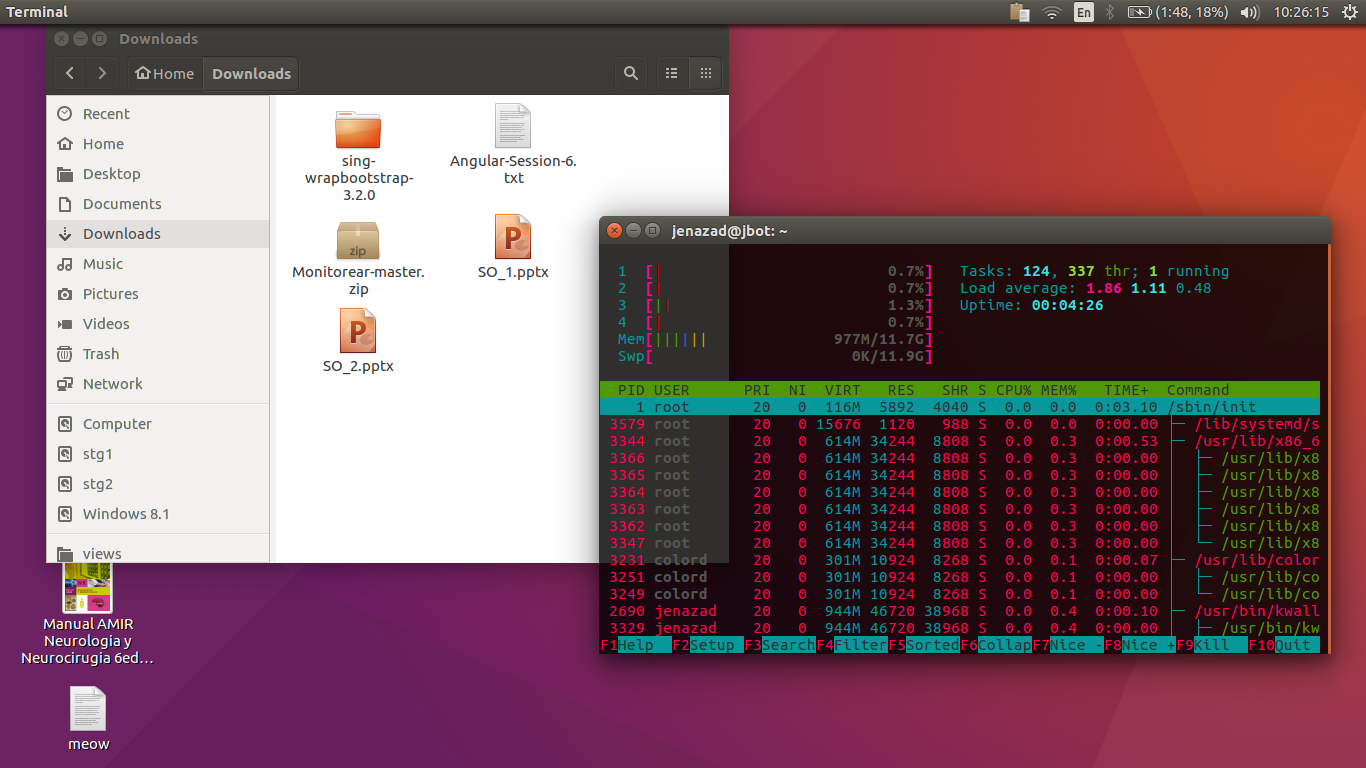 Terminal
En
(1:48, 18%)
10:26:15
Downloads
Home
Downloads
Recent
Home
Desktop
Documents
Downloads
Music
Pictures
Videos
Trash
Network
Computer
stg1
stg2
Windows 8.1
views
sing-
wrapbootstrap-
3.2.0
Angular-Session-6.
txt
zip
Monitorear-master.
zip
P
SO_1.pptx
P
SO_2.pptx
Manual AMIR
Neurologia y
Neurocirugia 6ed…
meow
jenazad@jbot: ~
1 [| 0.7%] Tasks: 124, 337 thr; 1 running
2 [| 0.7%] Load average: 1.86 1.11 0.48
3 [|| 1.3%] Uptime: 00:04:26
4 [| 0.7%]
Mem[|||||| 977M/11.7G]
Swp[ 0K/11.9G]
PID USER PRI NI VIRT RES SHR S CPU% MEM% TIME+ Command
1 root 20 0 116M 5892 4040 S 0.0 0.0 0:03.10 /sbin/init
3579 root 20 0 15676 1120 988 S 0.0 0.0 0:00.00 ├─ /lib/systemd/s
3344 root 20 0 614M 34244 8808 S 0.0 0.3 0:00.53 ├─ /usr/lib/x86_6
3366 root 20 0 614M 34244 8808 S 0.0 0.3 0:00.00 │ ├─ /usr/lib/x8
3365 root 20 0 614M 34244 8808 S 0.0 0.3 0:00.00 │ ├─ /usr/lib/x8
3364 root 20 0 614M 34244 8808 S 0.0 0.3 0:00.00 │ ├─ /usr/lib/x8
3363 root 20 0 614M 34244 8808 S 0.0 0.3 0:00.00 │ ├─ /usr/lib/x8
3362 root 20 0 614M 34244 8808 S 0.0 0.3 0:00.00 │ ├─ /usr/lib/x8
3347 root 20 0 614M 34244 8808 S 0.0 0.3 0:00.00 │ └─ /usr/lib/x8
3231 colord 20 0 301M 10924 8268 S 0.0 0.1 0:00.07 ├─ /usr/lib/color
3251 colord 20 0 301M 10924 8268 S 0.0 0.1 0:00.00 │ ├─ /usr/lib/co
3249 colord 20 0 301M 10924 8268 S 0.0 0.1 0:00.00 │ └─ /usr/lib/co
2690 jenazad 20 0 944M 46720 38968 S 0.0 0.4 0:00.10 ├─ /usr/bin/kwall
3329 jenazad 20 0 944M 46720 38968 S 0.0 0.4 0:00.00 │ ├─ /usr/bin/kw
F1Help F2Setup F3SearchF4FilterF5SortedF6CollapF7Nice -F8Nice +F9Kill F10Quit